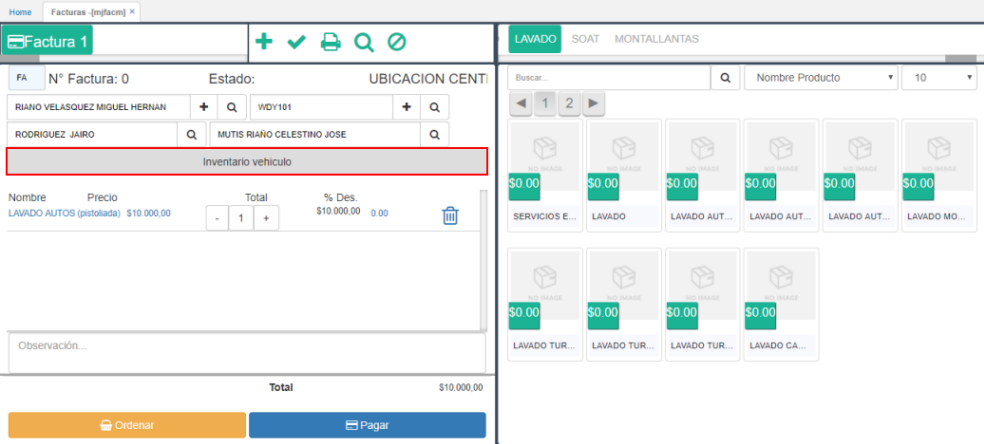 Home Facturas -[mjfacm] ×
Factura 1
LAVADO SOAT MONTALLANTAS
FA N° Factura: 0 Estado: UBICACION CENTI
RIANO VELASQUEZ MIGUEL HERNAN WDY101
RODRIGUEZ JAIRO MUTIS RIAÑO CELESTINO JOSE
Inventario vehiculo
Nombre Precio Total % Des.
LAVADO AUTOS (pistoliada) $10.000,00 - 1 + $10.000,00 0.00
Observación...
Total $10.000,00
Ordenar Pagar
Buscar... Nombre Producto 10
1 2
NO IMAGE NO IMAGE NO IMAGE NO IMAGE NO IMAGE NO IMAGE
$0.00 $0.00 $0.00 $0.00 $0.00 $0.00
SERVICIOS E... LAVADO LAVADO AUT... LAVADO AUT... LAVADO AUT... LAVADO MO...
NO IMAGE NO IMAGE NO IMAGE NO IMAGE
$0.00 $0.00 $0.00 $0.00
LAVADO TUR... LAVADO TUR... LAVADO TUR... LAVADO CA...